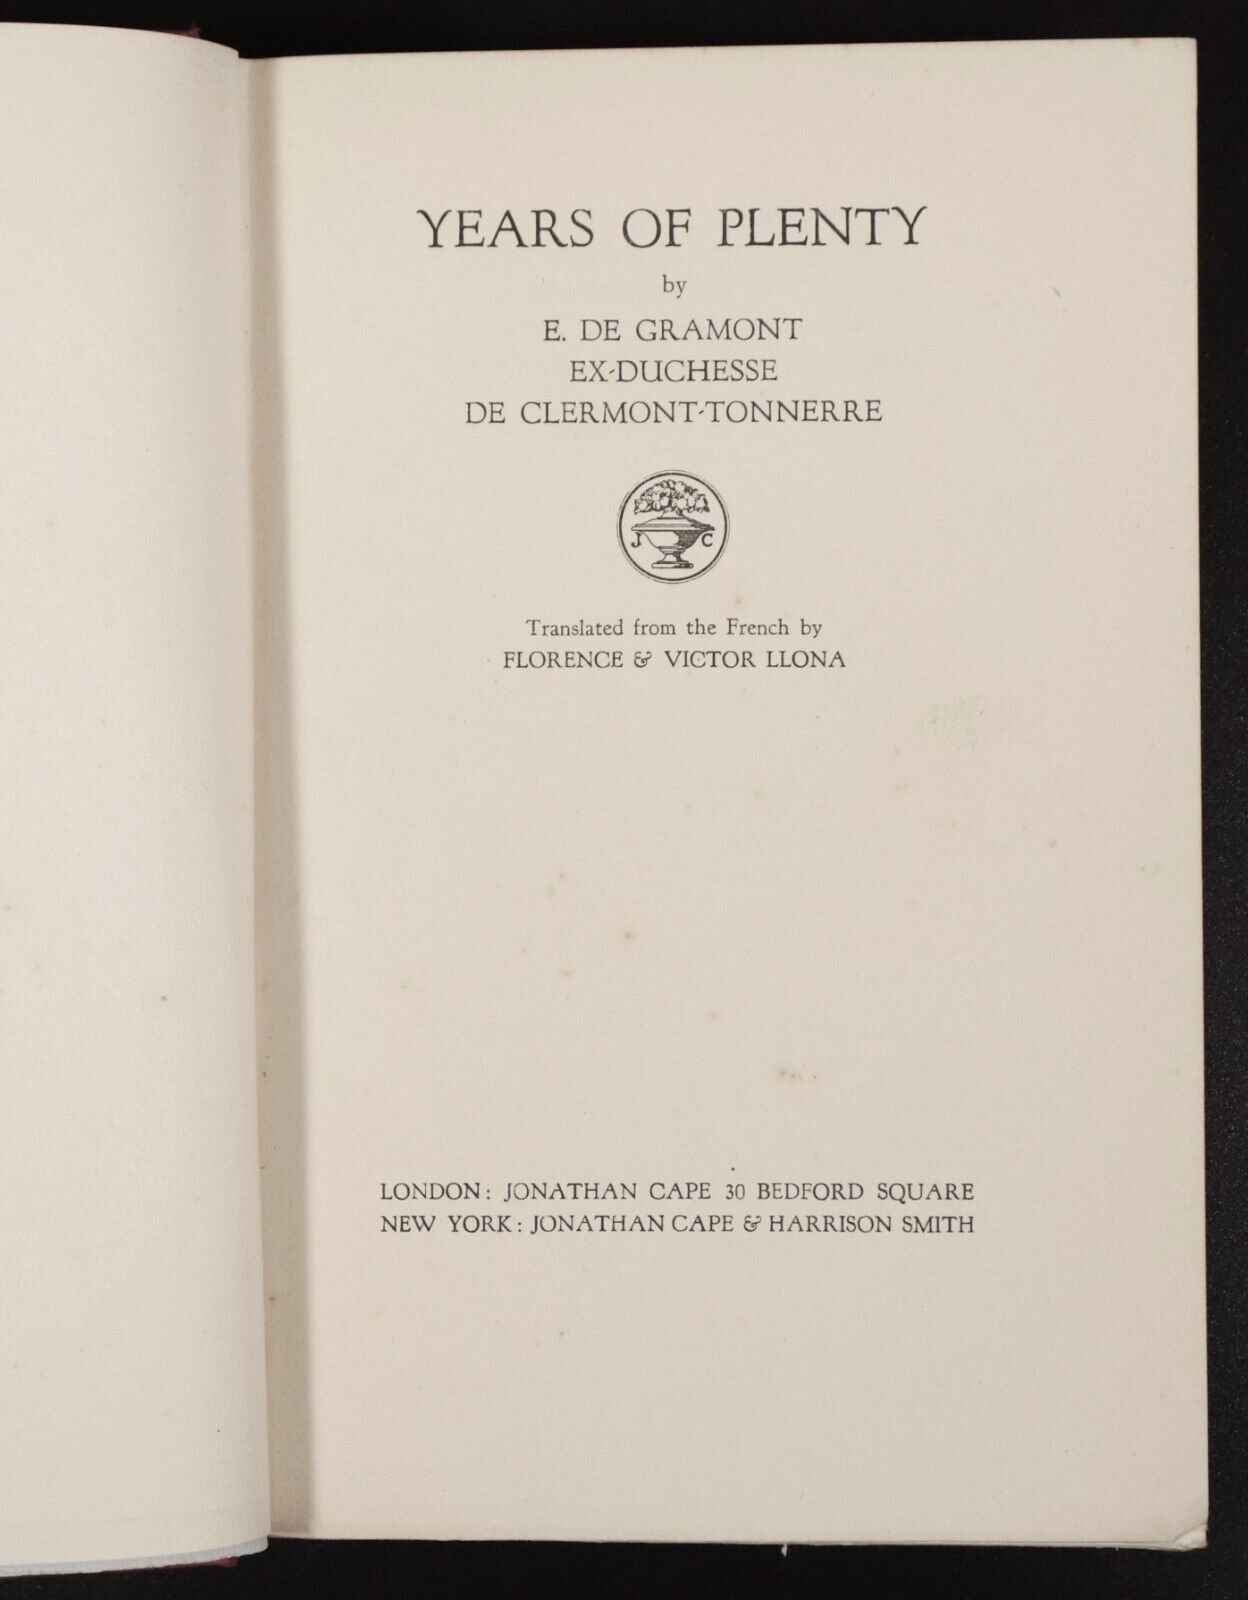 YEARS OF PLENTY
by
E. DE GRAMONT
EX-DUCHESSE
DE CLERMONT-TONNERRE
J C
Translated from the French by
FLORENCE & VICTOR LLONA
LONDON: JONATHAN CAPE 30 BEDFORD SQUARE
NEW YORK: JONATHAN CAPE & HARRISON SMITH